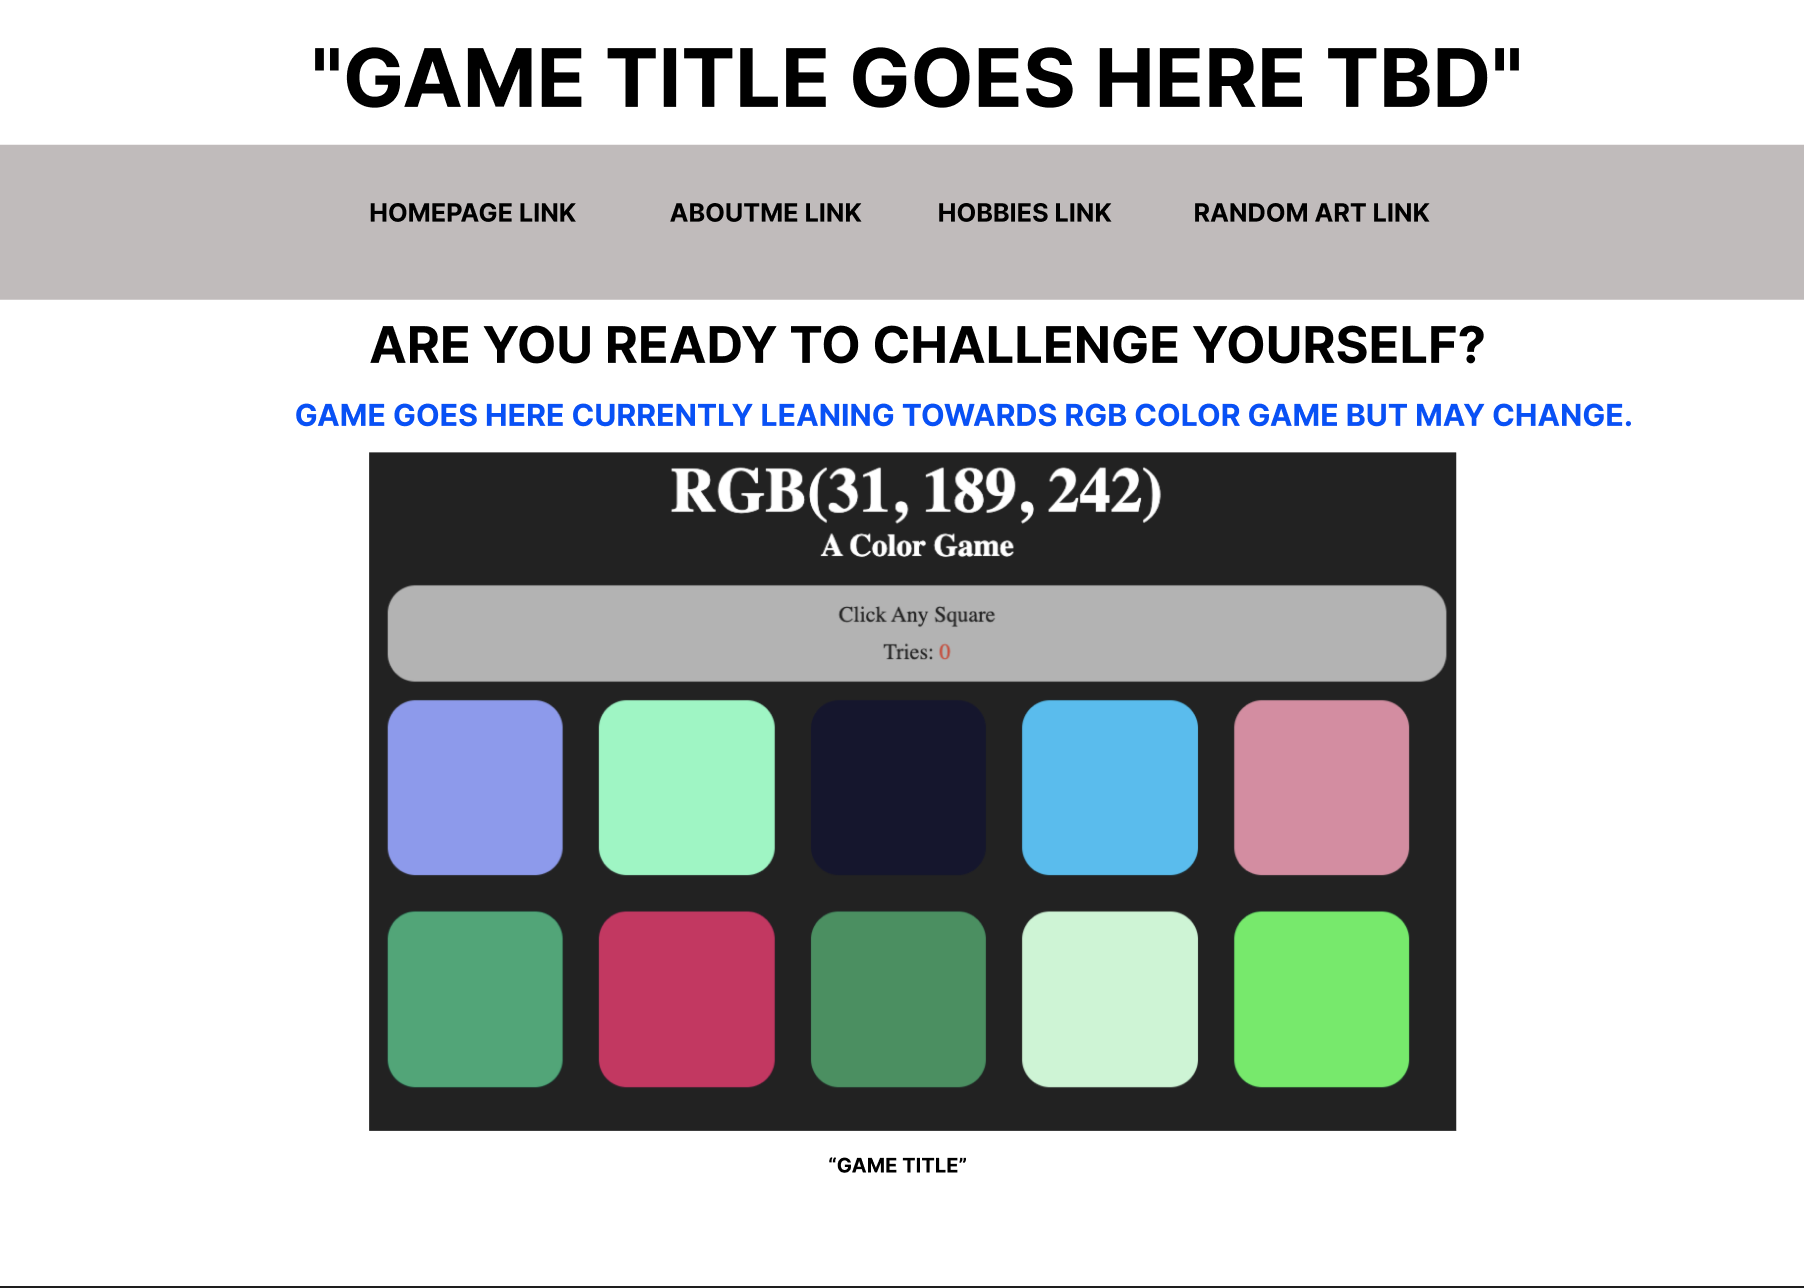 "GAME TITLE GOES HERE TBD"
HOMEPAGE LINK ABOUTME LINK HOBBIES LINK RANDOM ART LINK
ARE YOU READY TO CHALLENGE YOURSELF?
GAME GOES HERE CURRENTLY LEANING TOWARDS RGB COLOR GAME BUT MAY CHANGE.
RGB(31, 189, 242)
A Color Game
Click Any Square
Tries: 0
“GAME TITLE”